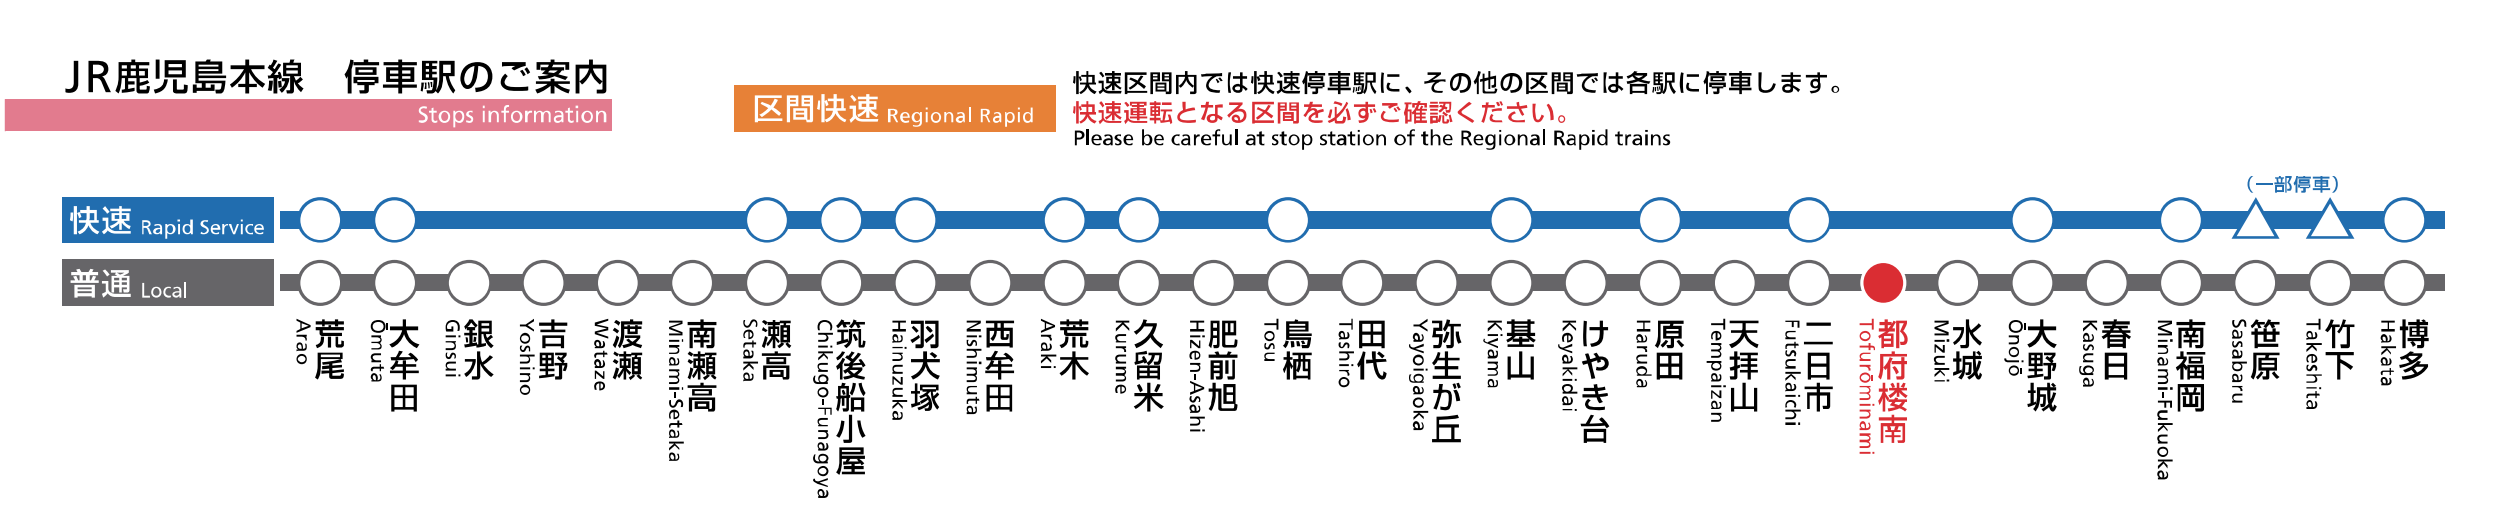 JR鹿児島本線　停車駅のご案内
Stops information
区間快速 Regional Rapid
快速区間内では快速停車駅に、その他の区間では各駅に停車します。
快速運転となる区間を必ずご確認ください。
Please be careful at stop station of the Regional Rapid trains
（一部停車）
快速 Rapid Service
普通 Local
荒尾 Arao
大牟田 Ōmuta
銀水 Ginsui
吉野 Yoshino
渡瀬 Wataze
南瀬高 Minami-Setaka
瀬高 Setaka
筑後船小屋 Chikugo-Funagoya
羽犬塚 Hainuzuka
西牟田 Nishimuta
荒木 Araki
久留米 Kurume
肥前旭 Hizen-Asahi
鳥栖 Tosu
田代 Tashiro
弥生が丘 Yayoigaoka
基山 Kiyama
けやき台 Keyakidai
原田 Haruda
天拝山 Tempaizan
二日市 Futsukaichi
都府楼南 Tofurōminami
水城 Mizuki
大野城 Ōnojō
春日 Kasuga
南福岡 Minami-Fukuoka
笹原 Sasabaru
竹下 Takeshita
博多 Hakata